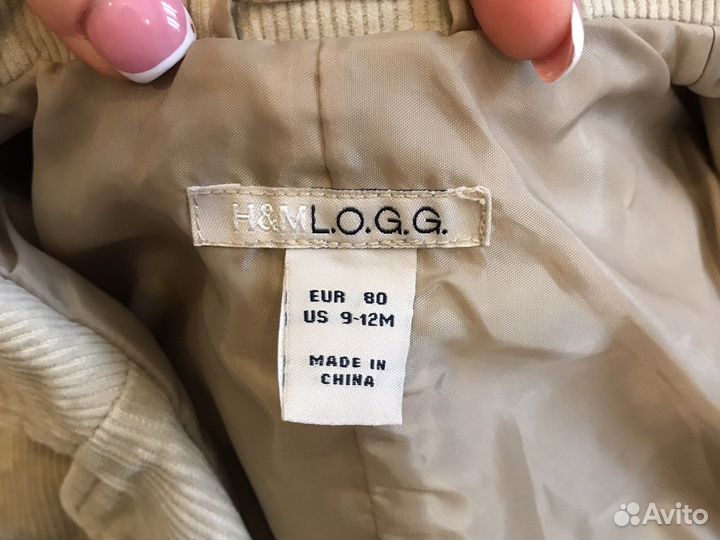 H&M L.O.G.G.
EUR 80
US 9-12M
MADE IN
CHINA
Avito